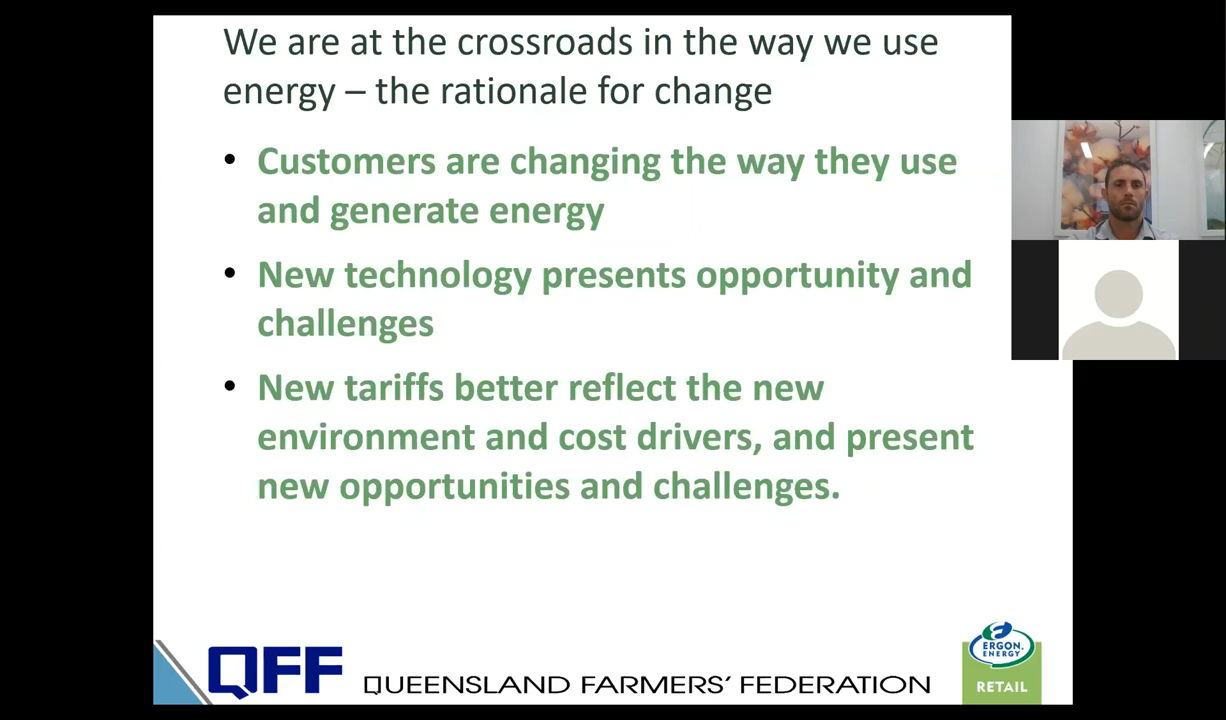 We are at the crossroads in the way we use
energy – the rationale for change
• Customers are changing the way they use
and generate energy
• New technology presents opportunity and
challenges
• New tariffs better reflect the new
environment and cost drivers, and present
new opportunities and challenges.
QFF
QUEENSLAND FARMERS' FEDERATION
ERGON.
ENERGY
RETAIL